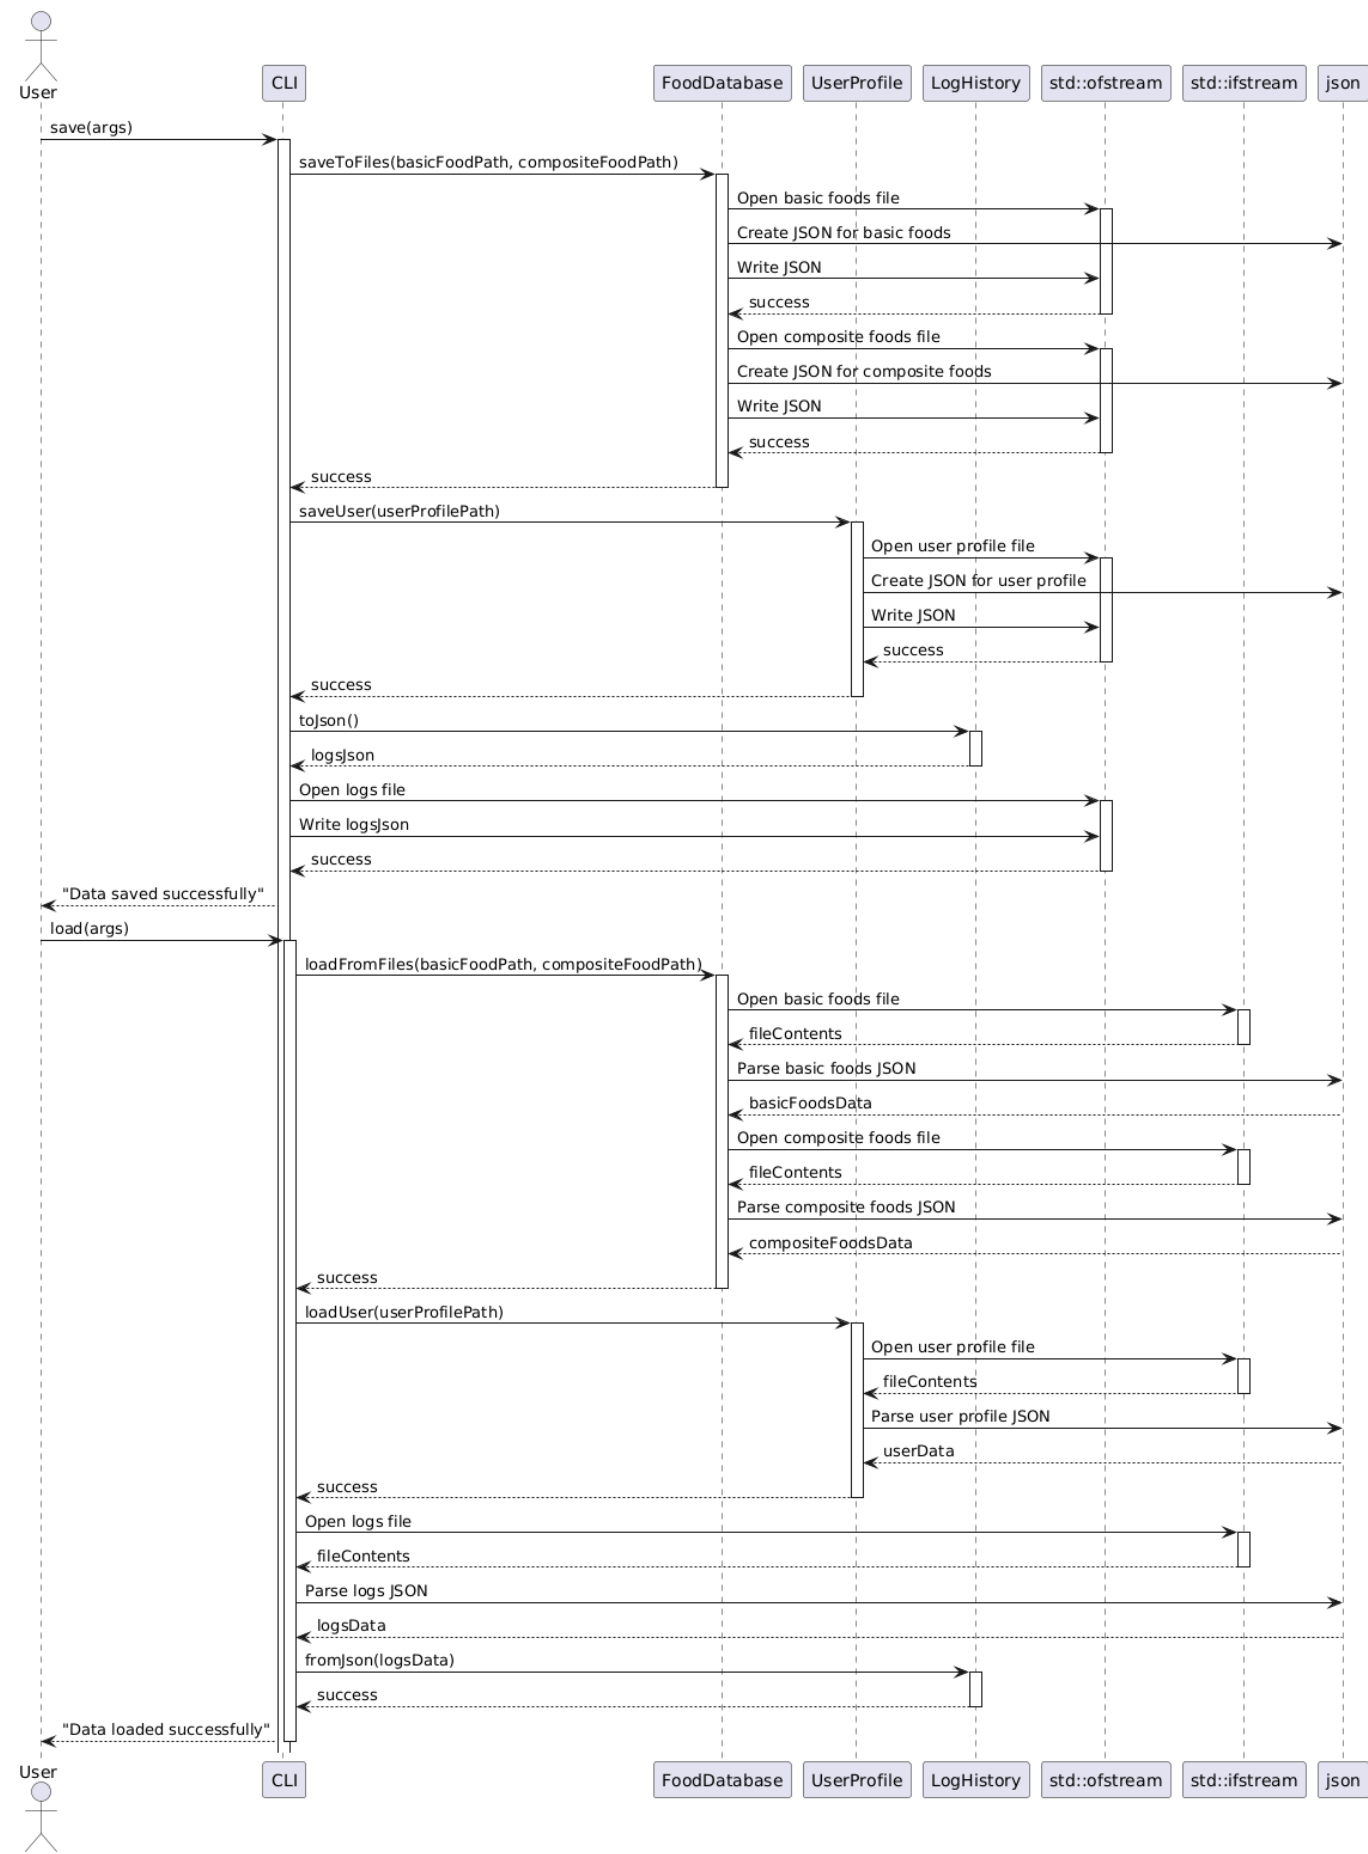 User
CLI
FoodDatabase
UserProfile
LogHistory
std::ofstream
std::ifstream
json
save(args)
saveToFiles(basicFoodPath, compositeFoodPath)
Open basic foods file
Create JSON for basic foods
Write JSON
success
Open composite foods file
Create JSON for composite foods
Write JSON
success
success
saveUser(userProfilePath)
Open user profile file
Create JSON for user profile
Write JSON
success
success
toJson()
logsJson
Open logs file
Write logsJson
success
"Data saved successfully"
load(args)
loadFromFiles(basicFoodPath, compositeFoodPath)
Open basic foods file
fileContents
Parse basic foods JSON
basicFoodsData
Open composite foods file
fileContents
Parse composite foods JSON
compositeFoodsData
success
loadUser(userProfilePath)
Open user profile file
fileContents
Parse user profile JSON
userData
success
Open logs file
fileContents
Parse logs JSON
logsData
fromJson(logsData)
success
"Data loaded successfully"
User
CLI
FoodDatabase
UserProfile
LogHistory
std::ofstream
std::ifstream
json